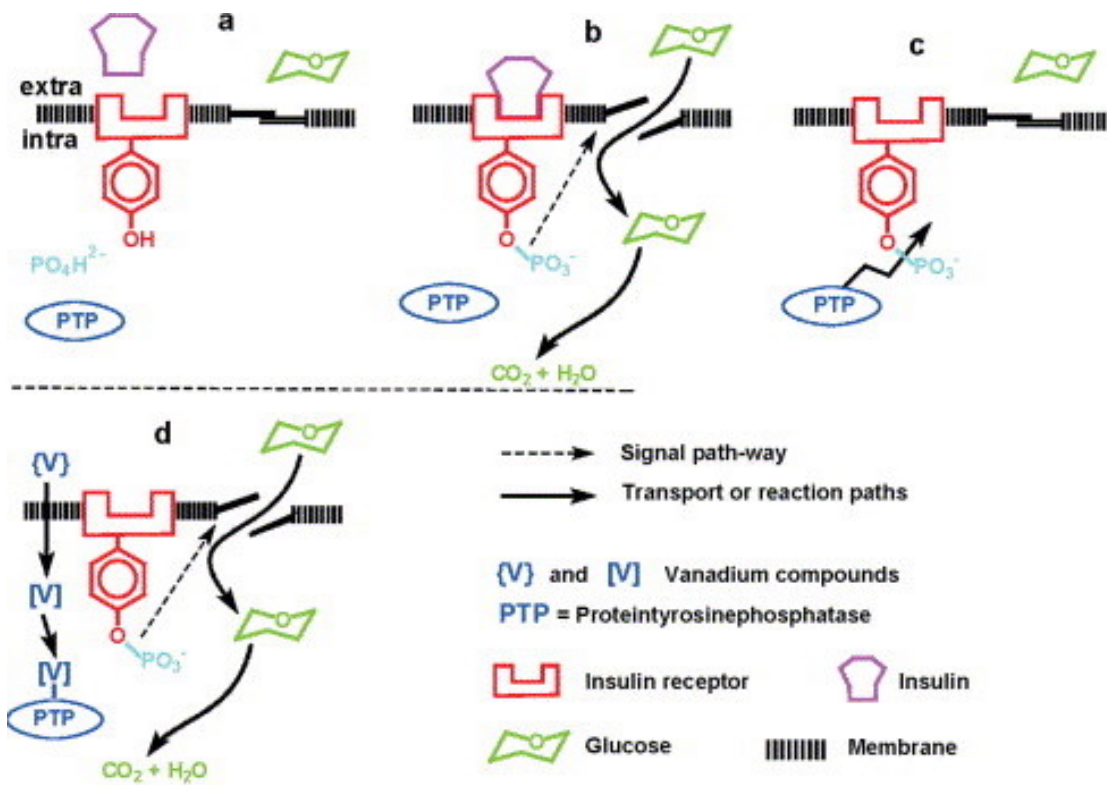 a
extra
intra
OH
PO₄H²⁻
PTP
b
O
O
PO₃⁻
O
PTP
CO₂ + H₂O
c
O
O
PO₃⁻
PTP
d
{V}
O
[V]
O
O
PO₃⁻
[V]
PTP
CO₂ + H₂O
Signal path-way
Transport or reaction paths
{V} and [V] Vanadium compounds
PTP = Proteintyrosinephosphatase
Insulin receptor
Insulin
Glucose
Membrane